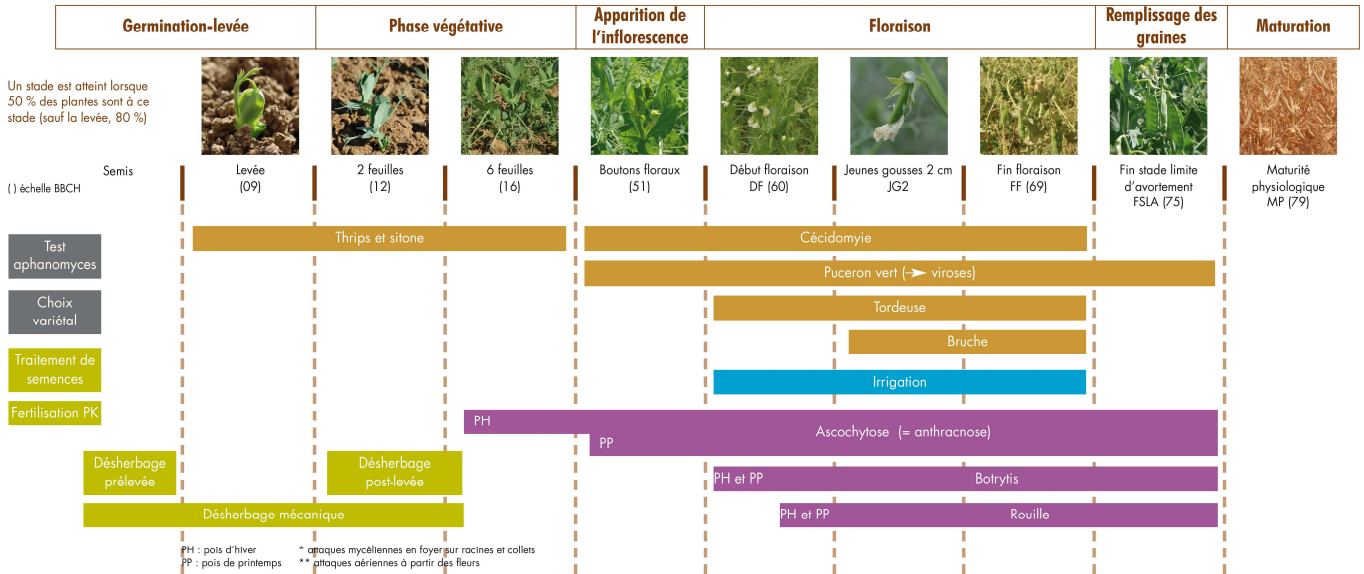 Germination-levée
Phase végétative
Apparition de
l'inflorescence
Floraison
Remplissage des
graines
Maturation
Un stade est atteint lorsque
50 % des plantes sont à ce
stade (sauf la levée, 80 %)
( ) échelle BBCH
Semis
Levée
(09)
2 feuilles
(12)
6 feuilles
(16)
Boutons floraux
(51)
Début floraison
DF (60)
Jeunes gousses 2 cm
JG2
Fin floraison
FF (69)
Fin stade limite
d'avortement
FSLA (75)
Maturité
physiologique
MP (79)
Test
aphanomyces
Thrips et sitone
Cécidomyie
Puceron vert (→ viroses)
Choix
variétal
Tordeuse
Bruche
Traitement de
semences
Irrigation
Fertilisation PK
PH
PP
Ascochytose (= anthracnose)
Désherbage
prélevée
Désherbage
post-levée
PH et PP
Botrytis
Désherbage mécanique
PH et PP
Rouille
PH : pois d'hiver
* attaques mycéliennes en foyer sur racines et collets
PP : pois de printemps
** attaques aériennes à partir des fleurs